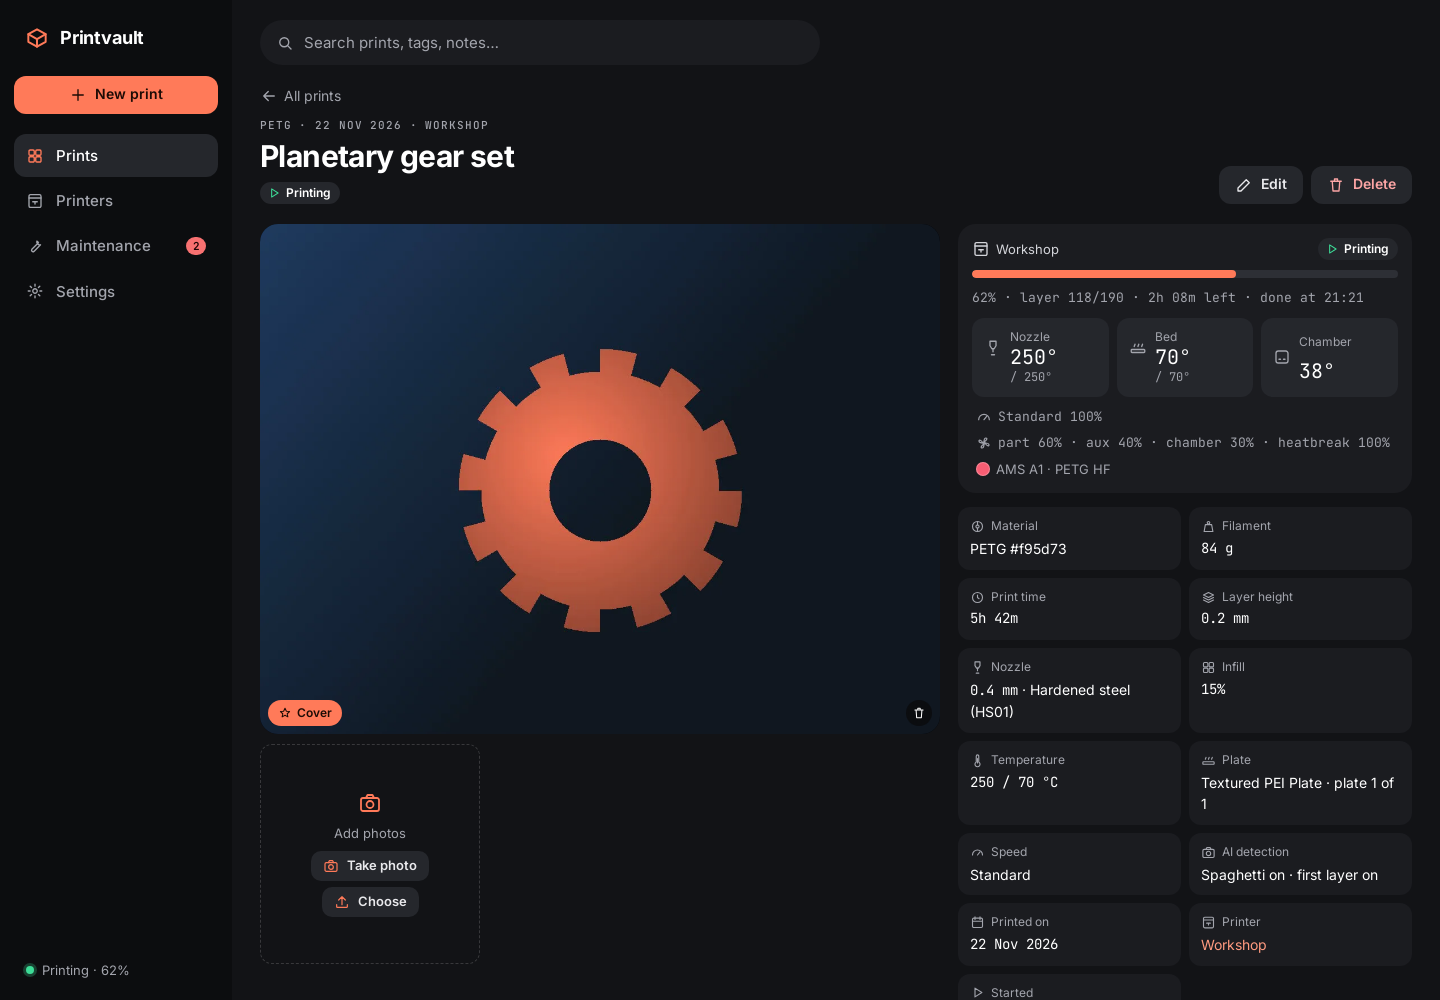 Printvault
Search prints, tags, notes...
New print
Prints
Printers
Maintenance
2
Settings
Printing · 62%
All prints
PETG · 22 NOV 2026 · WORKSHOP
Planetary gear set
Printing
Edit
Delete
Cover
Add photos
Take photo
Choose
Workshop
Printing
62% · layer 118/190 · 2h 08m left · done at 21:21
Nozzle
250°
/ 250°
Bed
70°
/ 70°
Chamber
38°
Standard 100%
part 60% · aux 40% · chamber 30% · heatbreak 100%
AMS A1 · PETG HF
Material
PETG #f95d73
Filament
84 g
Print time
5h 42m
Layer height
0.2 mm
Nozzle
0.4 mm · Hardened steel
(HS01)
Infill
15%
Temperature
250 / 70 °C
Plate
Textured PEI Plate · plate 1 of
1
Speed
Standard
AI detection
Spaghetti on · first layer on
Printed on
22 Nov 2026
Printer
Workshop
Started